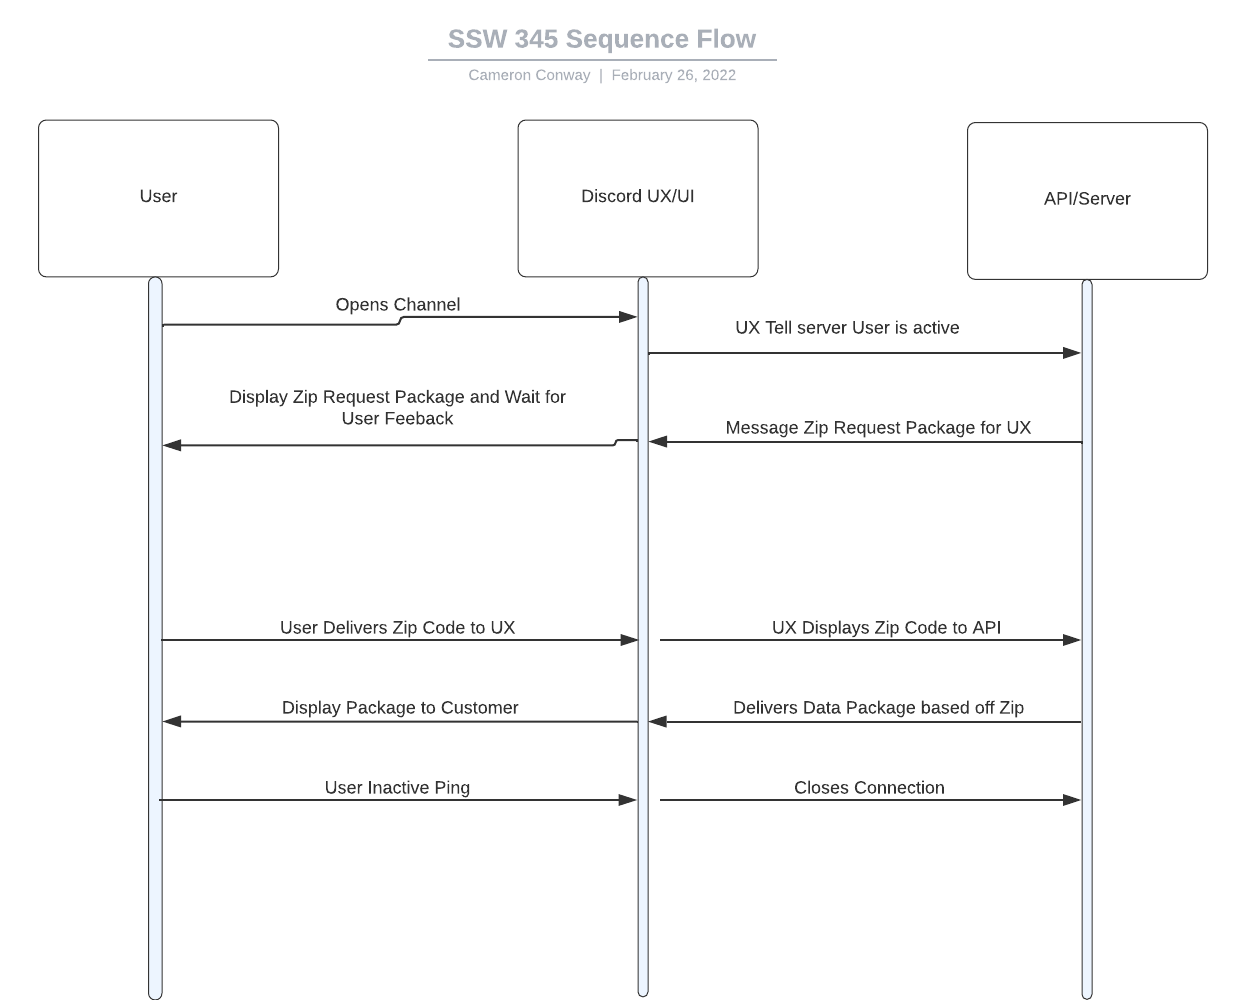 SSW 345 Sequence Flow
Cameron Conway | February 26, 2022
User
Discord UX/UI
API/Server
Opens Channel
UX Tell server User is active
Display Zip Request Package and Wait for
User Feeback
Message Zip Request Package for UX
User Delivers Zip Code to UX
UX Displays Zip Code to API
Display Package to Customer
Delivers Data Package based off Zip
User Inactive Ping
Closes Connection